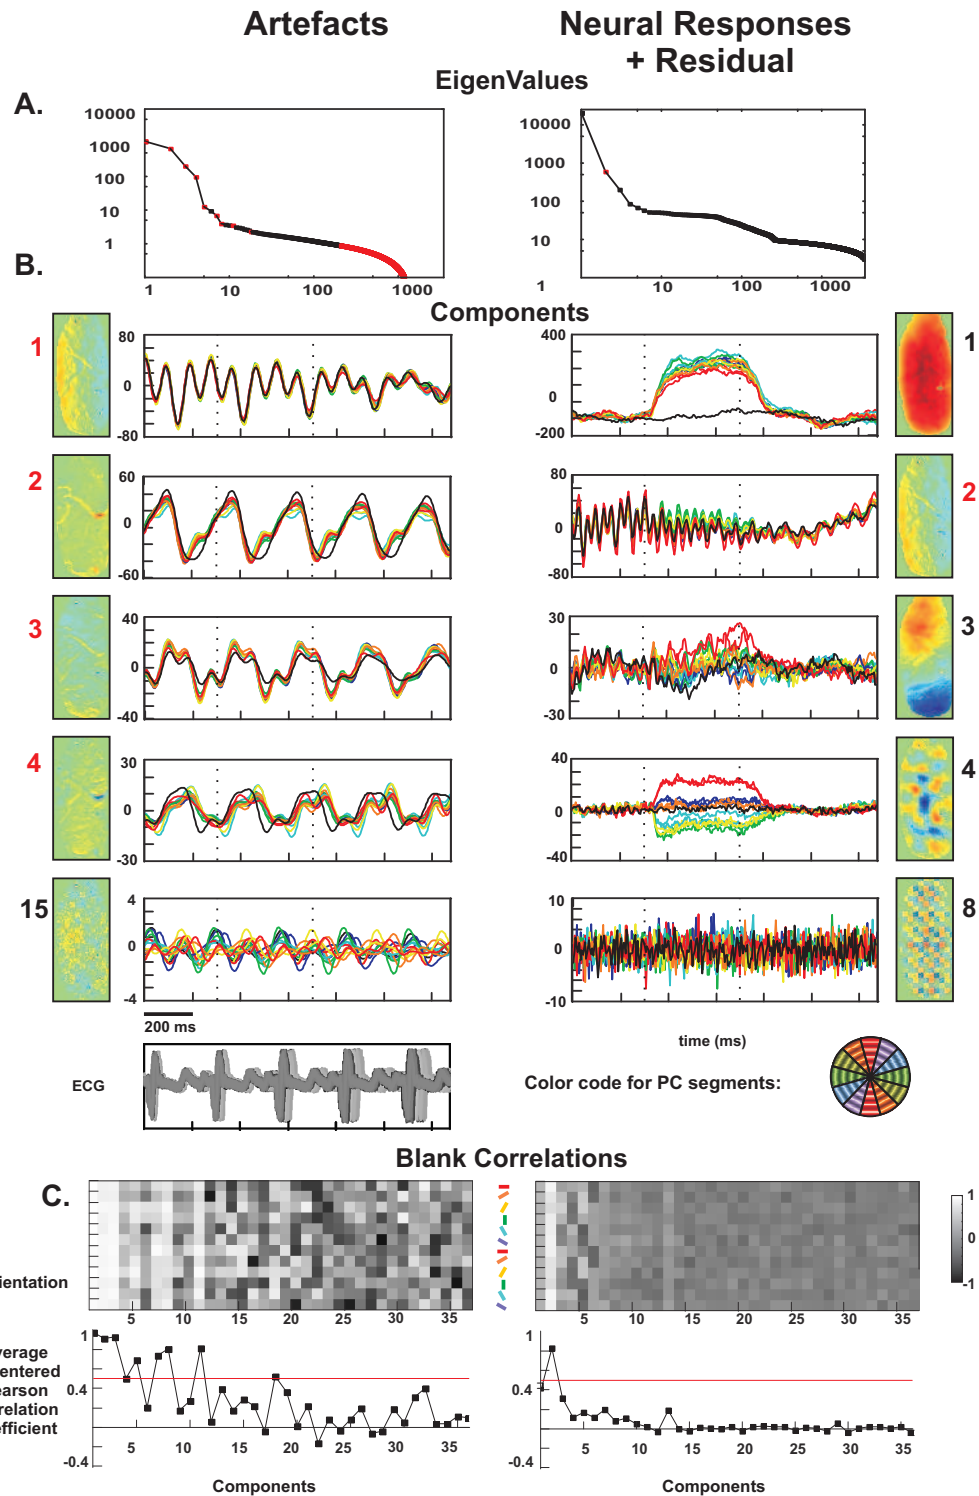 Artefacts
Neural Responses
+ Residual
EigenValues
A.
10000
1000
100
10
1
1 10 100 1000
10000
1000
100
10
1 10 100 1000
B.
Components
1
80
0
-80
400
0
-200
1
2
60
0
-60
80
0
-80
2
3
40
0
-40
30
0
-30
3
4
30
0
-30
40
0
-40
4
15
4
0
-4
10
0
-10
8
200 ms
ECG
time (ms)
Color code for PC segments:
Blank Correlations
C.
ientation
5 10 15 20 25 30 35
5 10 15 20 25 30 35
1
0
-1
verage
entered
earson
rrelation
efficient
1
0.4
-0.4
5 10 15 20 25 30 35
Components
1
0.4
-0.4
5 10 15 20 25 30 35
Components